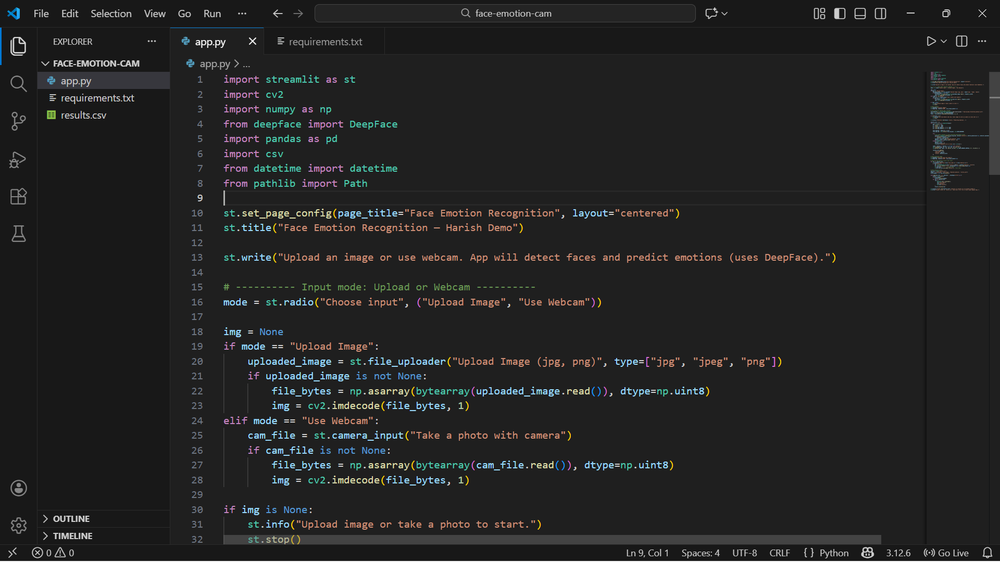 File Edit Selection View Go Run ···
face-emotion-cam
EXPLORER ···
app.py
requirements.txt
FACE-EMOTION-CAM
app.py
requirements.txt
results.csv
OUTLINE
TIMELINE
app.py > ...
1 import streamlit as st
2 import cv2
3 import numpy as np
4 from deepface import DeepFace
5 import pandas as pd
6 import csv
7 from datetime import datetime
8 from pathlib import Path
9
10 st.set_page_config(page_title="Face Emotion Recognition", layout="centered")
11 st.title("Face Emotion Recognition — Harish Demo")
12
13 st.write("Upload an image or use webcam. App will detect faces and predict emotions (uses DeepFace).")
14
15 # ---------- Input mode: Upload or Webcam ----------
16 mode = st.radio("Choose input", ("Upload Image", "Use Webcam"))
17
18 img = None
19 if mode == "Upload Image":
20     uploaded_image = st.file_uploader("Upload Image (jpg, png)", type=["jpg", "jpeg", "png"])
21     if uploaded_image is not None:
22         file_bytes = np.asarray(bytearray(uploaded_image.read()), dtype=np.uint8)
23         img = cv2.imdecode(file_bytes, 1)
24 elif mode == "Use Webcam":
25     cam_file = st.camera_input("Take a photo with camera")
26     if cam_file is not None:
27         file_bytes = np.asarray(bytearray(cam_file.read()), dtype=np.uint8)
28         img = cv2.imdecode(file_bytes, 1)
29
30 if img is None:
31     st.info("Upload image or take a photo to start.")
32     st.stop()
0 0
Ln 9, Col 1 Spaces: 4 UTF-8 CRLF { } Python 3.12.6 Go Live